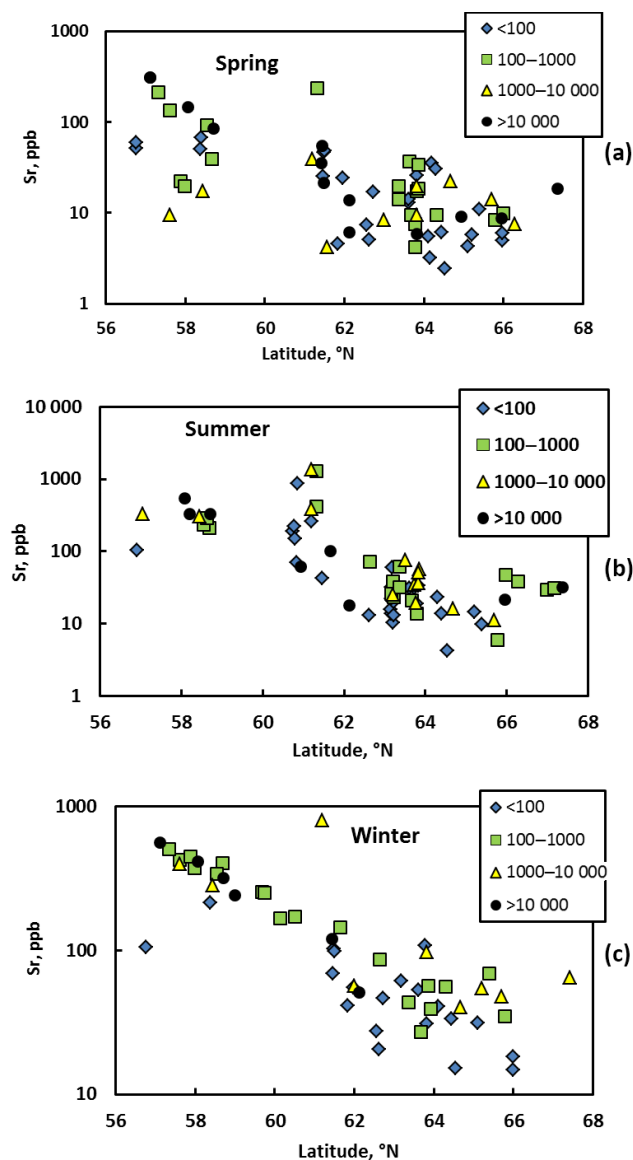 1000
100
10
1
Sr, ppb
Spring
<100
100–1000
1000–10 000
>10 000
(a)
56 58 60 62 64 66 68
Latitude, °N
10 000
1000
100
10
1
Sr, ppb
Summer
<100
100–1000
1000–10 000
>10 000
(b)
56 58 60 62 64 66 68
Latitude, °N
1000
100
10
Sr, ppb
Winter
<100
100–1000
1000–10 000
>10 000
(c)
56 58 60 62 64 66 68
Latitude, °N